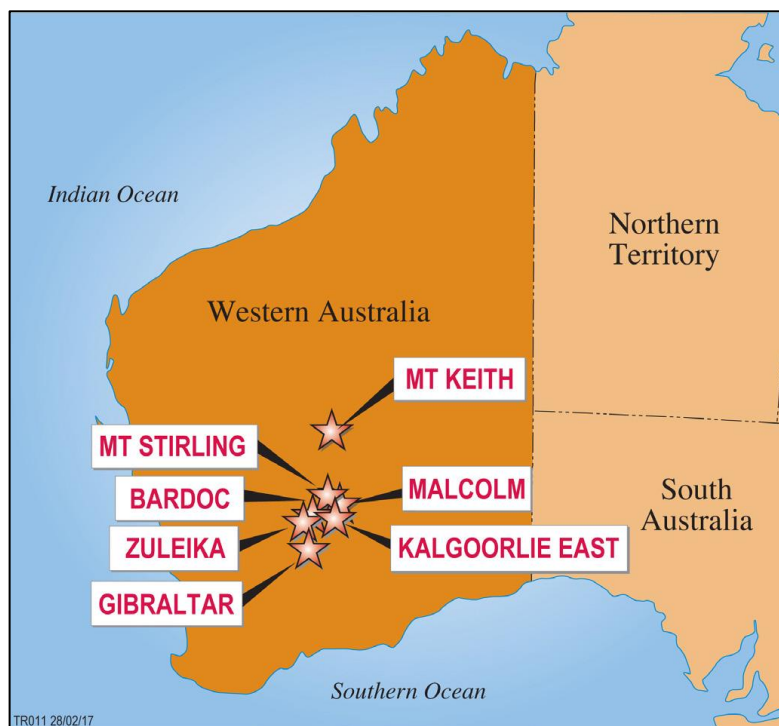 Indian Ocean
Northern
Territory
Western Australia
MT KEITH
MT STIRLING
BARDOC
MALCOLM
South
Australia
ZULEIKA
KALGOORLIE EAST
GIBRALTAR
Southern Ocean
TR011 28/02/17